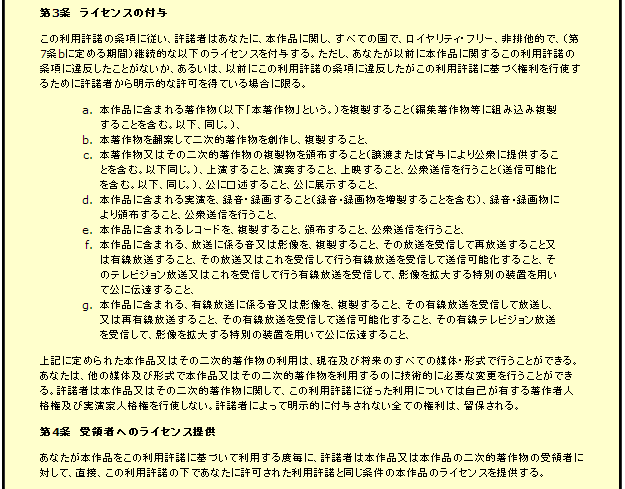 第3条 ライセンスの付与
この利用許諾の条項に従い、許諾者はあなたに、本作品に関し、すべての国で、ロイヤリティ・フリー、非排他的で、（第
7条bに定める期間）継続的な以下のライセンスを付与する。ただし、あなたが以前に本作品に関するこの利用許諾の
条項に違反したことがないか、あるいは、以前にこの利用許諾の条項に違反したがこの利用許諾に基づく権利を行使す
るために許諾者から明示的な許可を得ている場合に限る。
a. 本作品に含まれる著作物（以下「本著作物」という。）を複製すること（編集著作物等に組み込み複製
することを含む。以下、同じ。）、
b. 本著作物を翻案して二次的著作物を創作し、複製すること、
c. 本著作物又はその二次的著作物の複製物を頒布すること（譲渡または貸与により公衆に提供するこ
とを含む。以下同じ。）、上演すること、演奏すること、上映すること、公衆送信を行うこと（送信可能化
を含む。以下、同じ。）、公に口述すること、公に展示すること、
d. 本作品に含まれる実演を、録音・録画すること（録音・録画物を増製することを含む）、録音・録画物に
より頒布すること、公衆送信を行うこと、
e. 本作品に含まれるレコードを、複製すること、頒布すること、公衆送信を行うこと、
f. 本作品に含まれる、放送に係る音又は影像を、複製すること、その放送を受信して再放送すること又
は有線放送すること、その放送又はこれを受信して行う有線放送を受信して送信可能化すること、そ
のテレビジョン放送又はこれを受信して行う有線放送を受信して、影像を拡大する特別の装置を用い
て公に伝達すること、
g. 本作品に含まれる、有線放送に係る音又は影像を、複製すること、その有線放送を受信して放送し、
又は再有線放送すること、その有線放送を受信して送信可能化すること、その有線テレビジョン放送
を受信して、影像を拡大する特別の装置を用いて公に伝達すること、
上記に定められた本作品又はその二次的著作物の利用は、現在及び将来のすべての媒体・形式で行うことができる。
あなたは、他の媒体及び形式で本作品又はその二次的著作物を利用するのに技術的に必要な変更を行うことができ
る。許諾者は本作品又はその二次的著作物に関して、この利用許諾に従った利用については自己が有する著作者人
格権及び実演家人格権を行使しない。許諾者によって明示的に付与されない全ての権利は、留保される。
第4条 受領者へのライセンス提供
あなたが本作品をこの利用許諾に基づいて利用する度毎に、許諾者は本作品又は本作品の二次的著作物の受領者に
対して、直接、この利用許諾の下であなたに許可された利用許諾と同じ条件の本作品のライセンスを提供する。